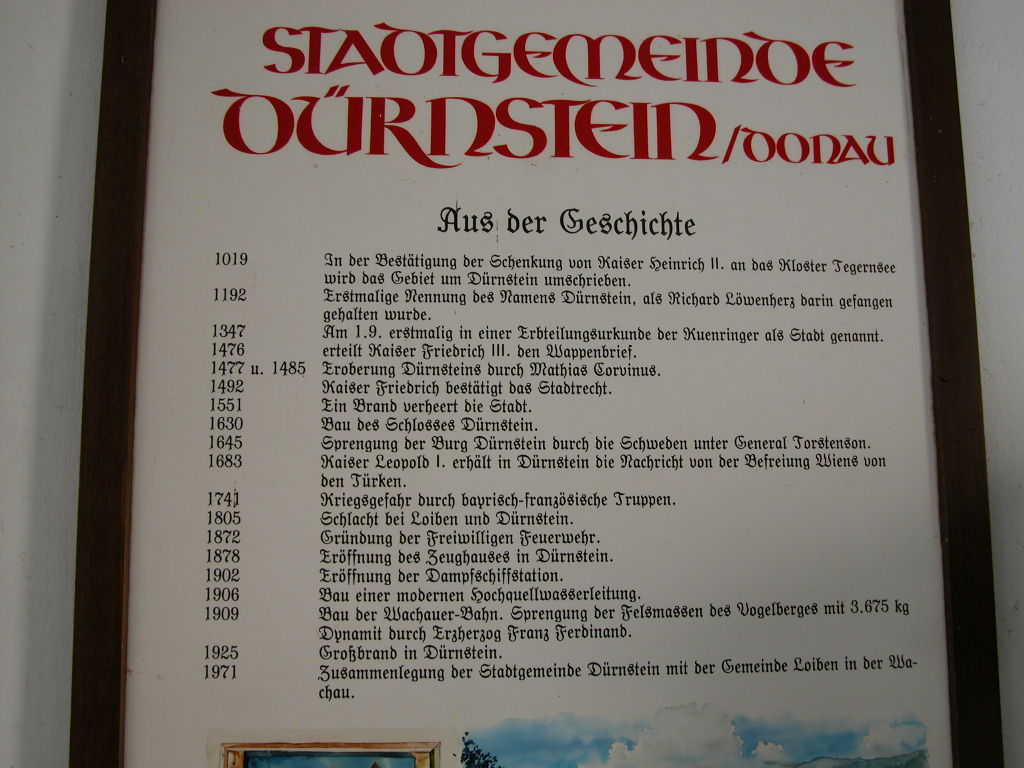 STADTGEMEINDE
DÜRNSTEIN/DONAU
Aus der Geschichte
1019 In der Bestätigung der Schenkung von Kaiser Heinrich II. an das Kloster Tegernsee
wird das Gebiet um Dürnstein umschrieben.
1192 Erstmalige Nennung des Namens Dürnstein, als Richard Löwenherz darin gefangen
gehalten wurde.
1347 Am 1.9. erstmalig in einer Erbteilungsurkunde der Kuenringer als Stadt genannt.
1476 erteilt Kaiser Friedrich III. den Wappenbrief.
1477 u. 1485 Eroberung Dürnsteins durch Mathias Corvinus.
1492 Kaiser Friedrich bestätigt das Stadtrecht.
1551 Ein Brand verheert die Stadt.
1630 Bau des Schlosses Dürnstein.
1645 Sprengung der Burg Dürnstein durch die Schweden unter General Torstenson.
1683 Kaiser Leopold I. erhält in Dürnstein die Nachricht von der Befreiung Wiens von
den Türken.
1741 Kriegsgefahr durch bayrisch-französische Truppen.
1805 Schlacht bei Loiben und Dürnstein.
1872 Gründung der Freiwilligen Feuerwehr.
1878 Eröffnung des Zeughauses in Dürnstein.
1902 Eröffnung der Dampfschiffstation.
1906 Bau einer modernen Hochquellwasserleitung.
1909 Bau der Wachauer-Bahn. Sprengung der Felsmassen des Vogelberges mit 3.675 kg
Dynamit durch Erzherzog Franz Ferdinand.
1925 Großbrand in Dürnstein.
1971 Zusammenlegung der Stadtgemeinde Dürnstein mit der Gemeinde Loiben in der Wa-
chau.